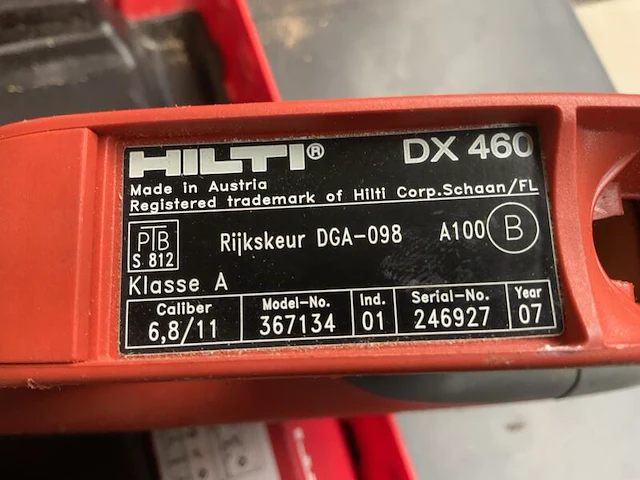 HILTI® DX 460
Made in Austria
Registered trademark of Hilti Corp.Schaan/FL
PTB
S 812
Rijkskeur DGA-098 A100 B
Klasse A
Caliber Model-No. Ind. Serial-No. Year
6,8/11 367134 01 246927 07